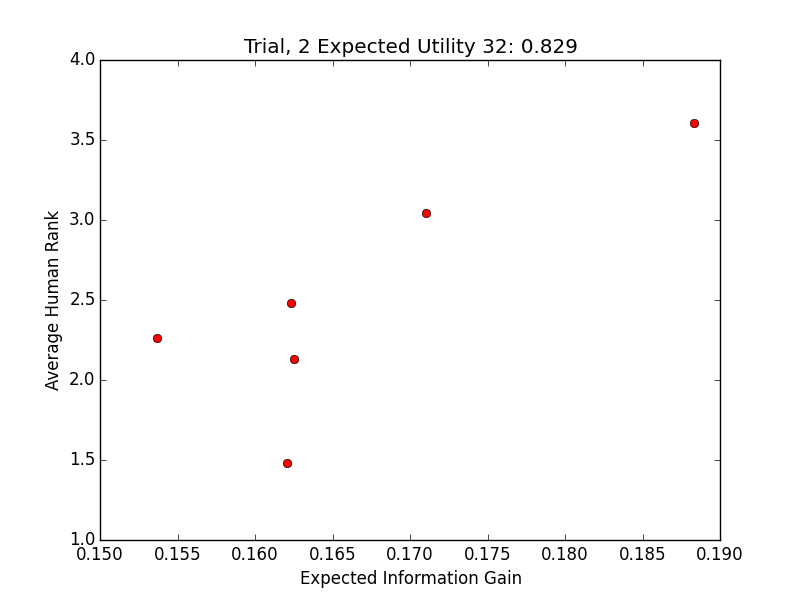 Trial, 2 Expected Utility 32: 0.829
4.0
3.5
3.0
2.5
2.0
1.5
1.0
Average Human Rank
0.150 0.155 0.160 0.165 0.170 0.175 0.180 0.185 0.190
Expected Information Gain